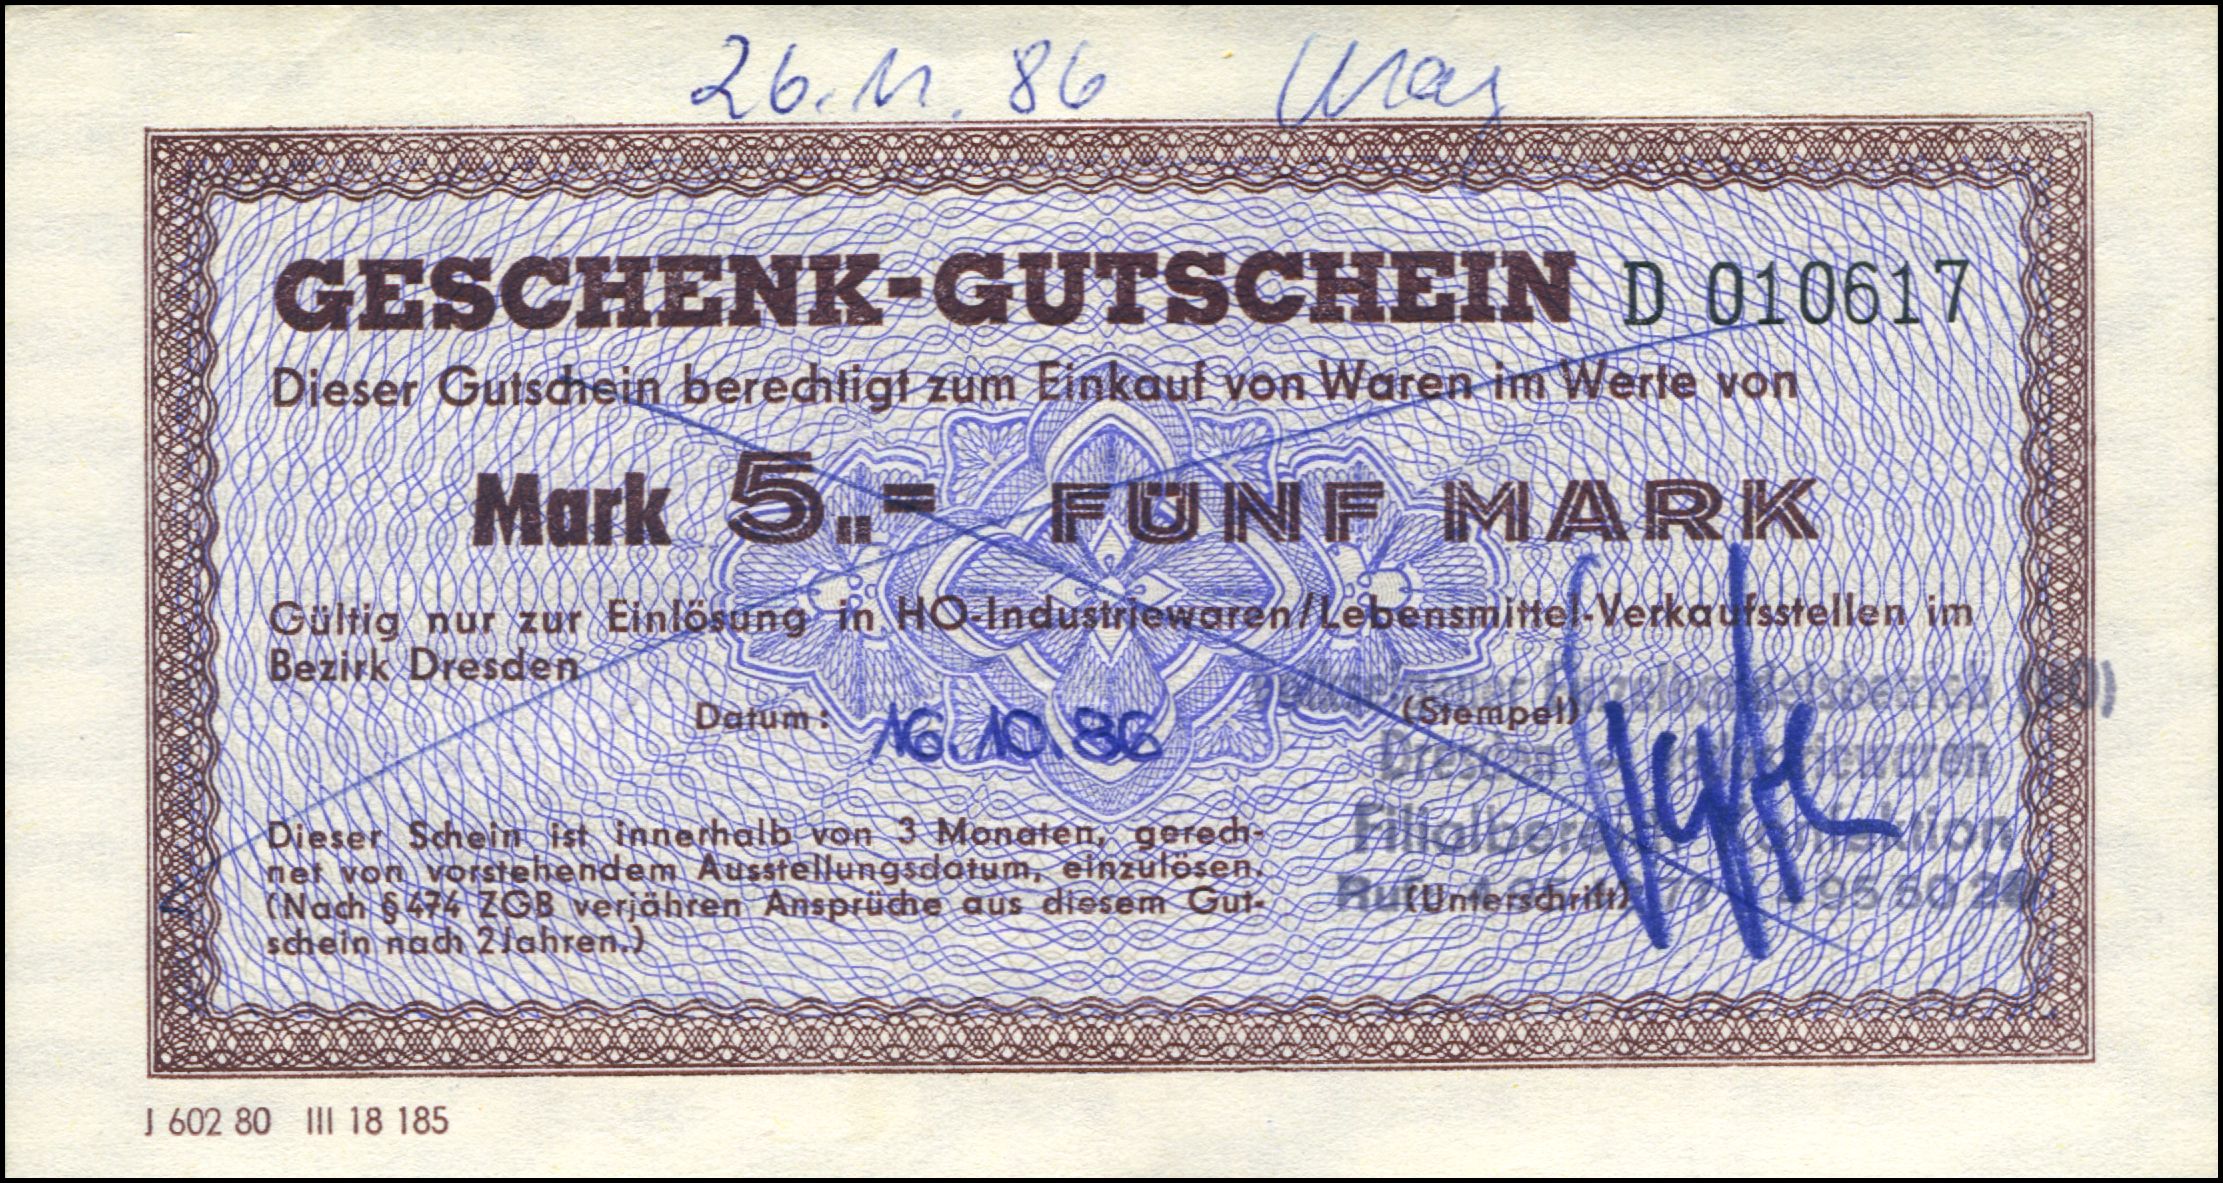 26.11.86
GESCHENK-GUTSCHEIN D 010617
Dieser Gutschein berechtigt zum Einkauf von Waren im Werte von
Mark 5,,= FÜNF MARK
Gültig nur zur Einlösung in HO-Industriewaren/Lebensmittel-Verkaufsstellen im
Bezirk Dresden
Datum: 16.10.86
(Stempel)
Dresden
Filialbereich Konfektion
Dieser Schein ist innerhalb von 3 Monaten, gerech-
net von vorstehendem Ausstellungsdatum, einzulösen.
(Nach § 474 ZGB verjähren Ansprüche aus diesem Gut-
schein nach 2 Jahren.)
(Unterschrift)
J 602 80 III 18 185